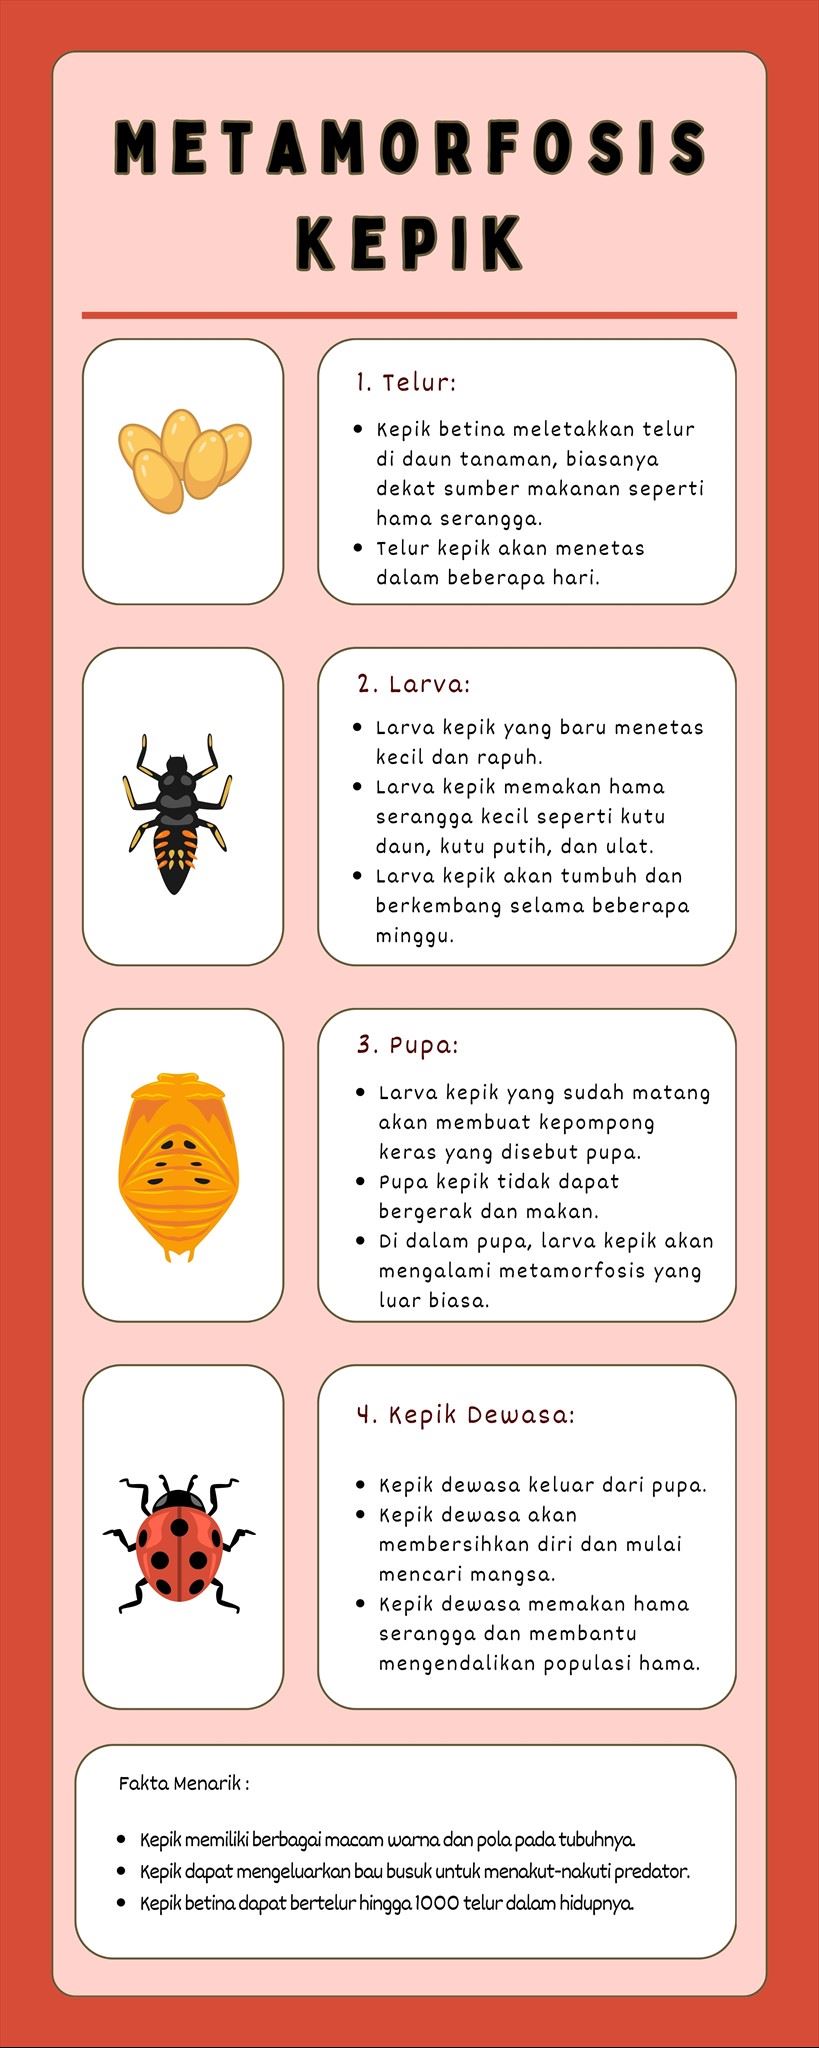 METAMORFOSIS
KEPIK
1. Telur:
• Kepik betina meletakkan telur
di daun tanaman, biasanya
dekat sumber makanan seperti
hama serangga.
• Telur kepik akan menetas
dalam beberapa hari.
2. Larva:
• Larva kepik yang baru menetas
kecil dan rapuh.
• Larva kepik memakan hama
serangga kecil seperti kutu
daun, kutu putih, dan ulat.
• Larva kepik akan tumbuh dan
berkembang selama beberapa
minggu.
3. Pupa:
• Larva kepik yang sudah matang
akan membuat kepompong
keras yang disebut pupa.
• Pupa kepik tidak dapat
bergerak dan makan.
• Di dalam pupa, larva kepik akan
mengalami metamorfosis yang
luar biasa.
4. Kepik Dewasa:
• Kepik dewasa keluar dari pupa.
• Kepik dewasa akan
membersihkan diri dan mulai
mencari mangsa.
• Kepik dewasa memakan hama
serangga dan membantu
mengendalikan populasi hama.
Fakta Menarik :
• Kepik memiliki berbagai macam warna dan pola pada tubuhnya.
• Kepik dapat mengeluarkan bau busuk untuk menakut-nakuti predator.
• Kepik betina dapat bertelur hingga 1000 telur dalam hidupnya.